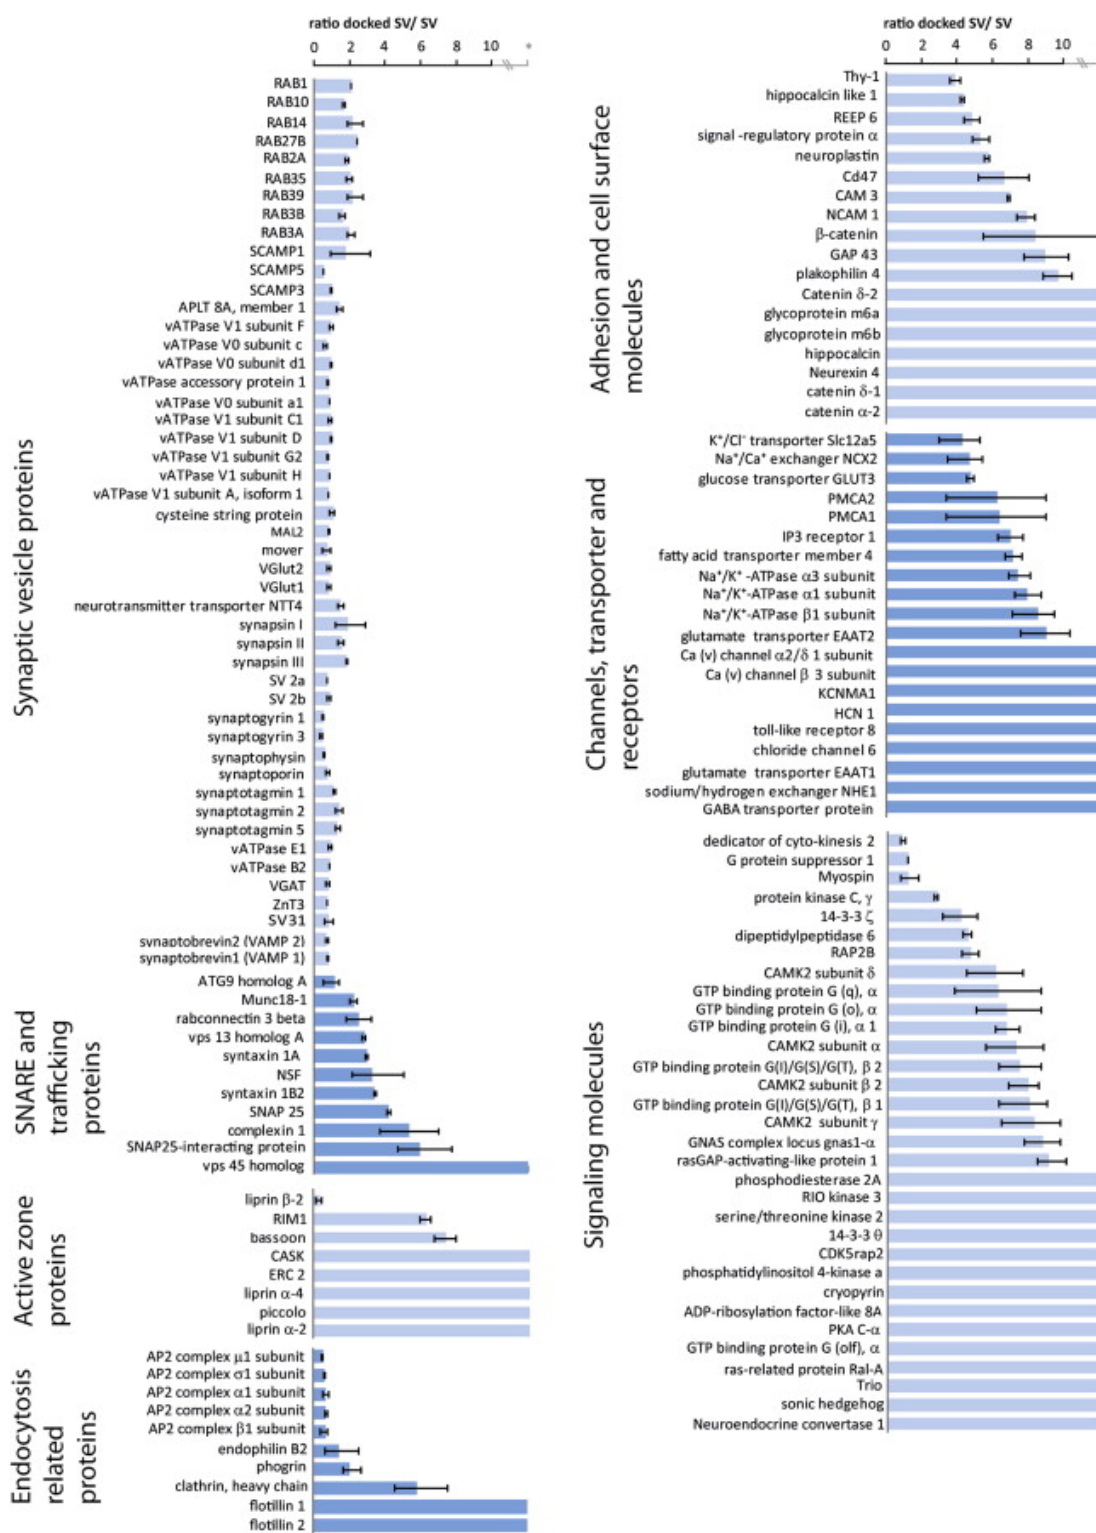 ratio docked SV/ SV
0 2 4 6 8 10 *
Synaptic vesicle proteins
RAB1
RAB10
RAB14
RAB27B
RAB2A
RAB35
RAB39
RAB3B
RAB3A
SCAMP1
SCAMP5
SCAMP3
APLT 8A, member 1
vATPase V1 subunit F
vATPase V0 subunit c
vATPase V0 subunit d1
vATPase accessory protein 1
vATPase V0 subunit a1
vATPase V1 subunit C1
vATPase V1 subunit D
vATPase V1 subunit G2
vATPase V1 subunit H
vATPase V1 subunit A, isoform 1
cysteine string protein
MAL2
mover
VGlut2
VGlut1
neurotransmitter transporter NTT4
synapsin I
synapsin II
synapsin III
SV 2a
SV 2b
synaptogyrin 1
synaptogyrin 3
synaptophysin
synaptoporin
synaptotagmin 1
synaptotagmin 2
synaptotagmin 5
vATPase E1
vATPase B2
VGAT
ZnT3
SV31
synaptobrevin2 (VAMP 2)
synaptobrevin1 (VAMP 1)
SNARE and
trafficking
proteins
ATG9 homolog A
Munc18-1
rabconnectin 3 beta
vps 13 homolog A
syntaxin 1A
NSF
syntaxin 1B2
SNAP 25
complexin 1
SNAP25-interacting protein
vps 45 homolog
Active zone
proteins
liprin β-2
RIM1
bassoon
CASK
ERC 2
liprin α-4
piccolo
liprin α-2
Endocytosis
related
proteins
AP2 complex μ1 subunit
AP2 complex σ1 subunit
AP2 complex α1 subunit
AP2 complex α2 subunit
AP2 complex β1 subunit
endophilin B2
phogrin
clathrin, heavy chain
flotillin 1
flotillin 2
ratio docked SV/ SV
0 2 4 6 8 10
Adhesion and cell surface
molecules
Thy-1
hippocalcin like 1
REEP 6
signal -regulatory protein α
neuroplastin
Cd47
CAM 3
NCAM 1
β-catenin
GAP 43
plakophilin 4
Catenin δ-2
glycoprotein m6a
glycoprotein m6b
hippocalcin
Neurexin 4
catenin δ-1
catenin α-2
Channels, transporter and
receptors
K⁺/Cl⁻ transporter Slc12a5
Na⁺/Ca⁺ exchanger NCX2
glucose transporter GLUT3
PMCA2
PMCA1
IP3 receptor 1
fatty acid transporter member 4
Na⁺/K⁺ -ATPase α3 subunit
Na⁺/K⁺-ATPase α1 subunit
Na⁺/K⁺-ATPase β1 subunit
glutamate transporter EAAT2
Ca (v) channel α2/δ 1 subunit
Ca (v) channel β 3 subunit
KCNMA1
HCN 1
toll-like receptor 8
chloride channel 6
glutamate transporter EAAT1
sodium/hydrogen exchanger NHE1
GABA transporter protein
Signaling molecules
dedicator of cyto-kinesis 2
G protein suppressor 1
Myospin
protein kinase C, γ
14-3-3 ζ
dipeptidylpeptidase 6
RAP2B
CAMK2 subunit δ
GTP binding protein G (q), α
GTP binding protein G (o), α
GTP binding protein G (i), α 1
CAMK2 subunit α
GTP binding protein G(I)/G(S)/G(T), β 2
CAMK2 subunit β 2
GTP binding protein G(I)/G(S)/G(T), β 1
CAMK2 subunit γ
GNAS complex locus gnas1-α
rasGAP-activating-like protein 1
phosphodiesterase 2A
RIO kinase 3
serine/threonine kinase 2
14-3-3 θ
CDK5rap2
phosphatidylinositol 4-kinase a
cryopyrin
ADP-ribosylation factor-like 8A
PKA C-α
GTP binding protein G (olf), α
ras-related protein Ral-A
Trio
sonic hedgehog
Neuroendocrine convertase 1